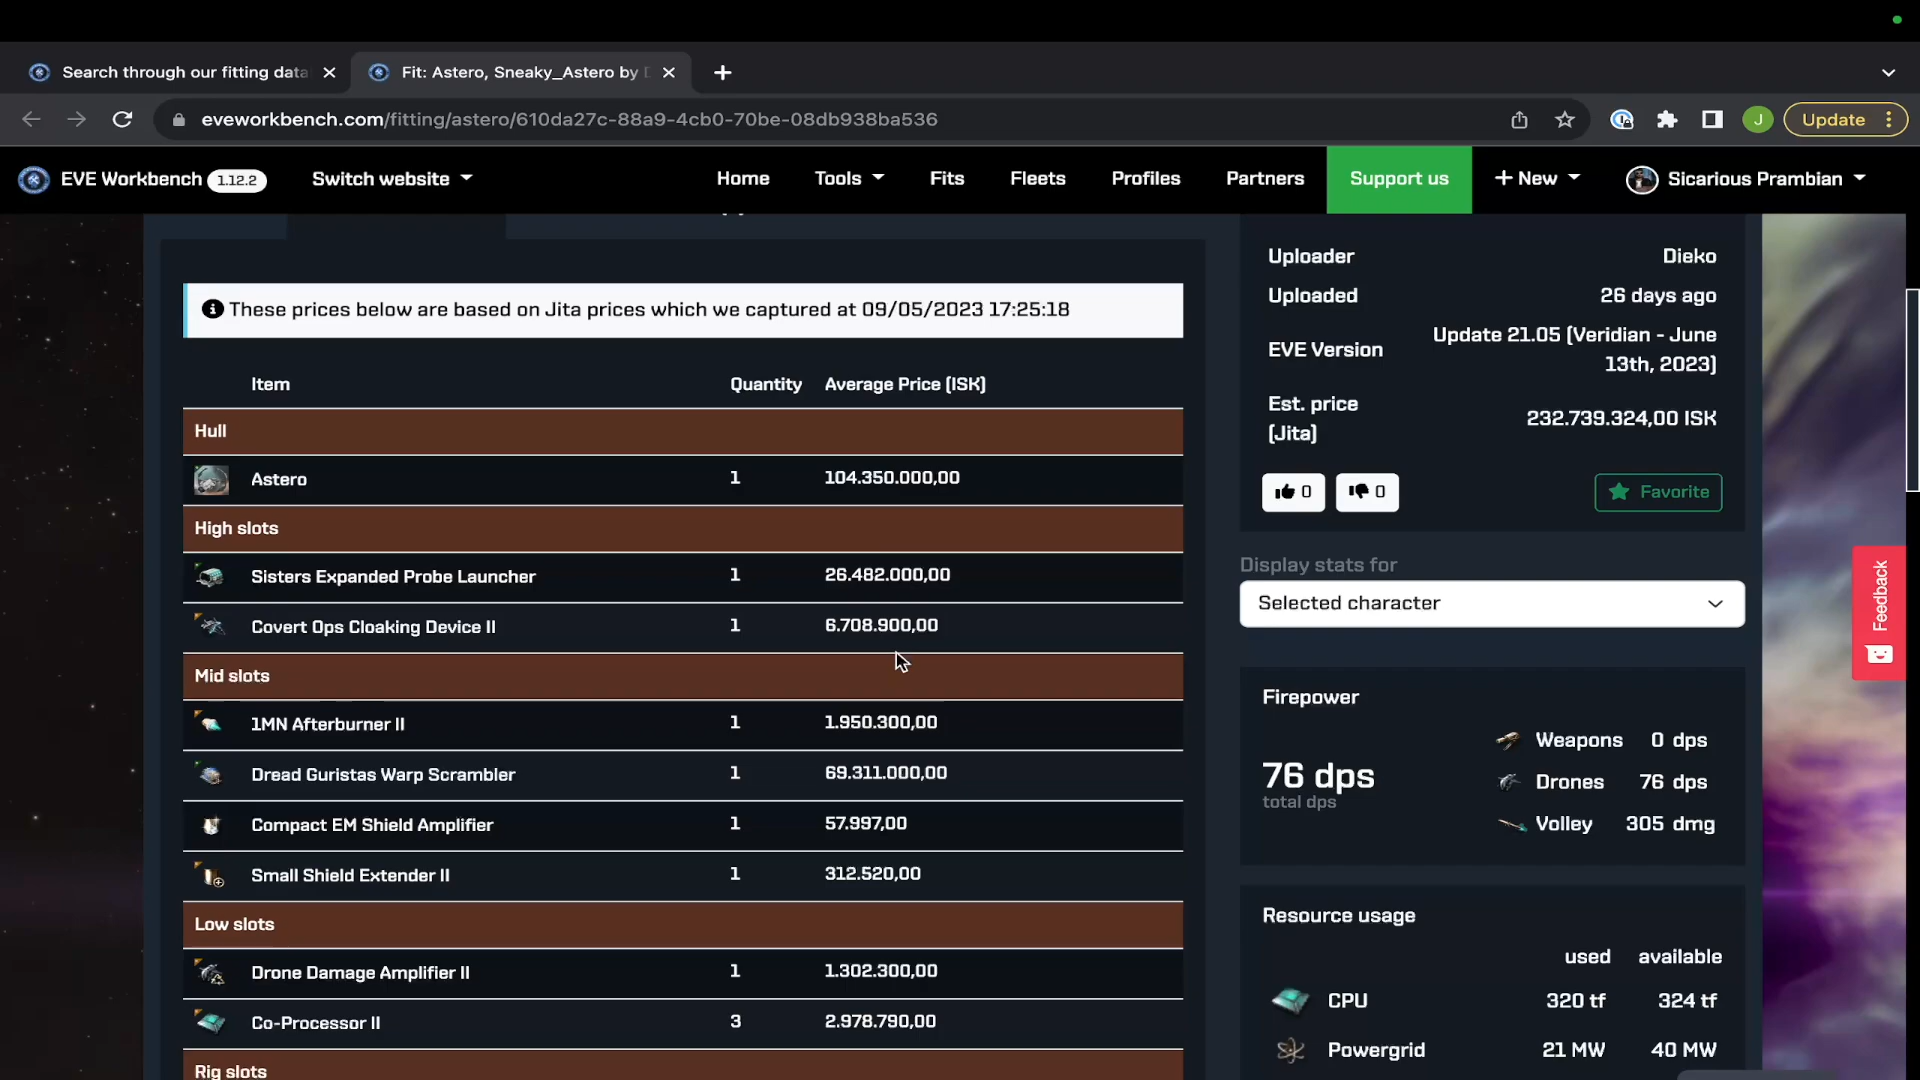 Search through our fitting data
Fit: Astero, Sneaky_Astero by D
eveworkbench.com/fitting/astero/610da27c-88a9-4cb0-70be-08db938ba536
J
Update
EVE Workbench 1.12.2
Switch website
Home
Tools
Fits
Fleets
Profiles
Partners
Support us
+ New
Sicarious Prambian
These prices below are based on Jita prices which we captured at 09/05/2023 17:25:18
Item Quantity Average Price (ISK)
Hull
Astero 1 104.350.000,00
High slots
Sisters Expanded Probe Launcher 1 26.482.000,00
Covert Ops Cloaking Device II 1 6.708.900,00
Mid slots
1MN Afterburner II 1 1.950.300,00
Dread Guristas Warp Scrambler 1 69.311.000,00
Compact EM Shield Amplifier 1 57.997,00
Small Shield Extender II 1 312.520,00
Low slots
Drone Damage Amplifier II 1 1.302.300,00
Co-Processor II 3 2.978.790,00
Rig slots
Uploader Dieko
Uploaded 26 days ago
EVE Version Update 21.05 (Veridian - June
13th, 2023)
Est. price
(Jita) 232.739.324,00 ISK
0
0
Favorite
Display stats for
Selected character
Firepower
76 dps
total dps
Weapons 0 dps
Drones 76 dps
Volley 305 dmg
Resource usage
used available
CPU 320 tf 324 tf
Powergrid 21 MW 40 MW
Feedback